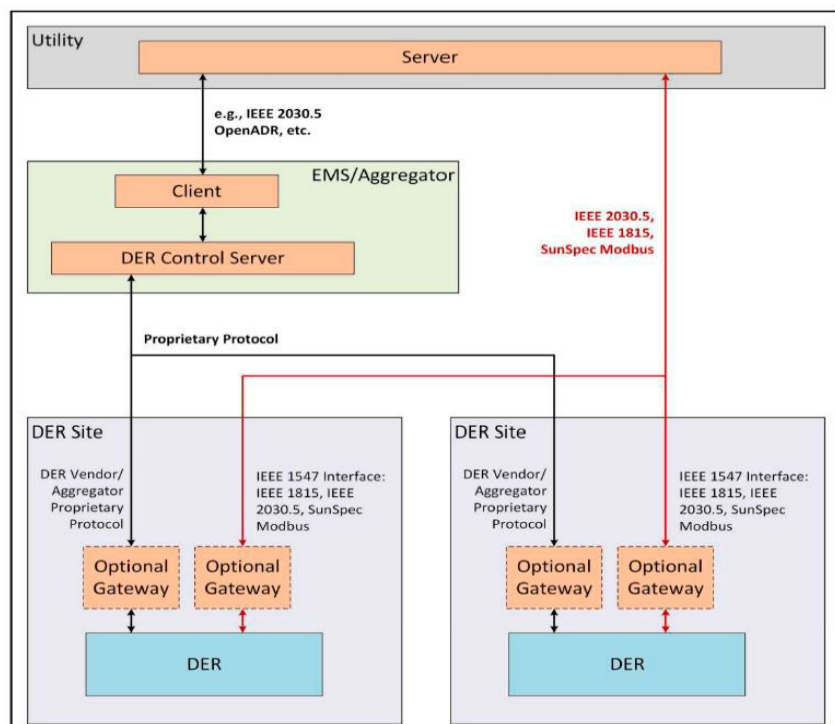 Utility
Server
e.g., IEEE 2030.5
OpenADR, etc.
EMS/Aggregator
Client
DER Control Server
IEEE 2030.5,
IEEE 1815,
SunSpec Modbus
Proprietary Protocol
DER Site
DER Vendor/
Aggregator
Proprietary
Protocol
IEEE 1547 Interface:
IEEE 1815, IEEE
2030.5, SunSpec
Modbus
Optional
Gateway
Optional
Gateway
DER
DER Site
DER Vendor/
Aggregator
Proprietary
Protocol
IEEE 1547 Interface:
IEEE 1815, IEEE
2030.5, SunSpec
Modbus
Optional
Gateway
Optional
Gateway
DER